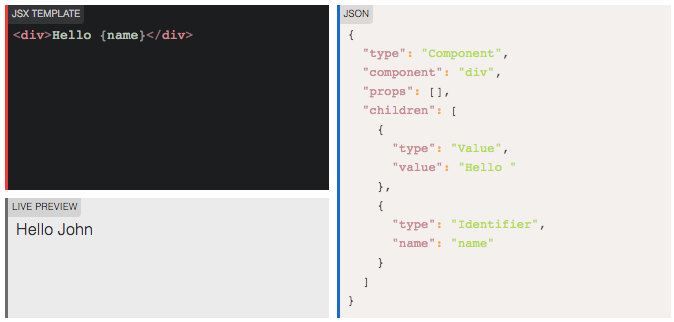 JSX TEMPLATE
<div>Hello {name}</div>
LIVE PREVIEW
Hello John
JSON
{
  "type": "Component",
  "component": "div",
  "props": [],
  "children": [
    {
      "type": "Value",
      "value": "Hello "
    },
    {
      "type": "Identifier",
      "name": "name"
    }
  ]
}